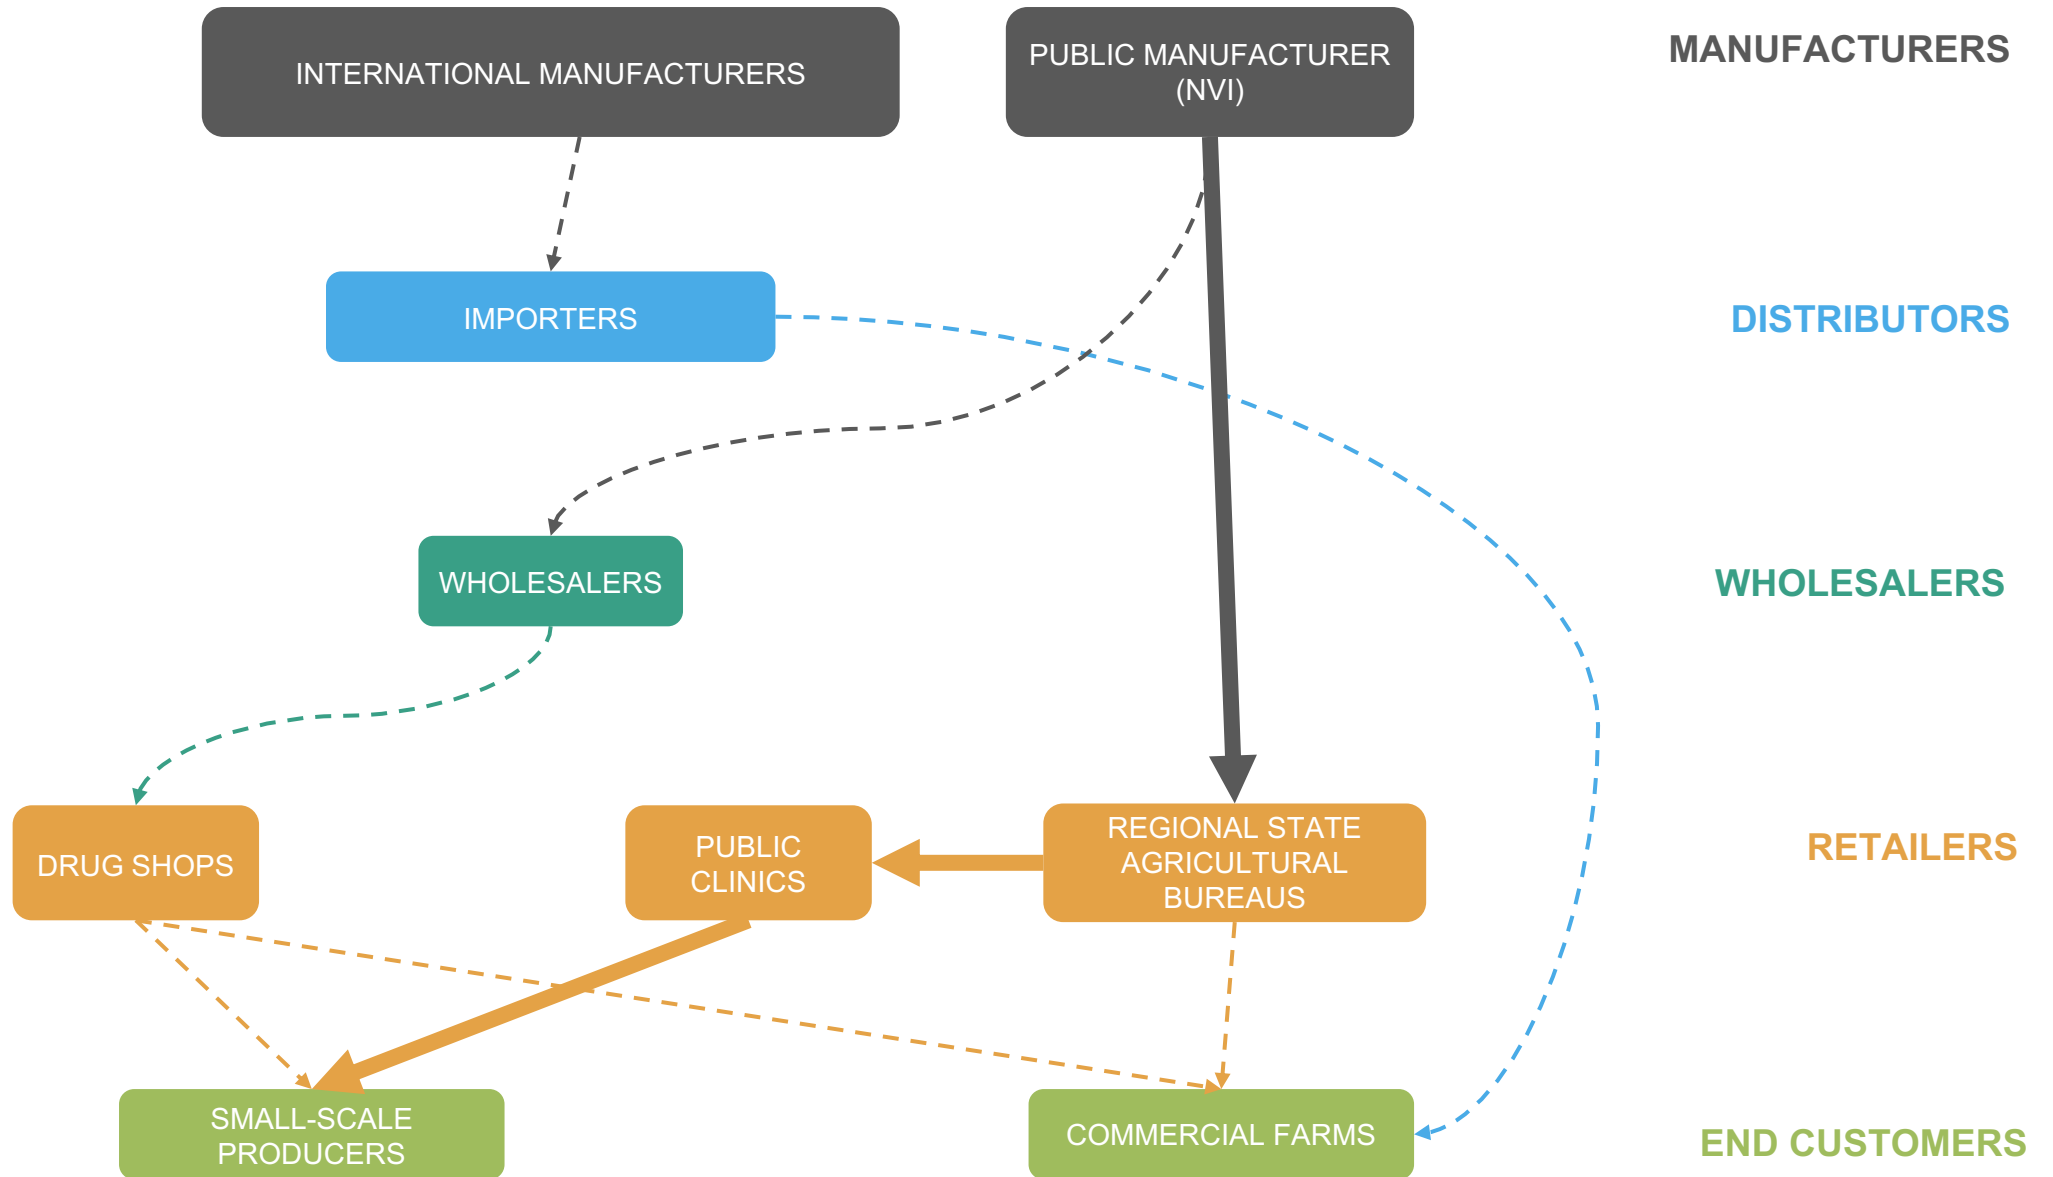 INTERNATIONAL MANUFACTURERS
PUBLIC MANUFACTURER
(NVI)
MANUFACTURERS
IMPORTERS
DISTRIBUTORS
WHOLESALERS
WHOLESALERS
DRUG SHOPS
PUBLIC
CLINICS
REGIONAL STATE
AGRICULTURAL
BUREAUS
RETAILERS
SMALL-SCALE
PRODUCERS
COMMERCIAL FARMS
END CUSTOMERS